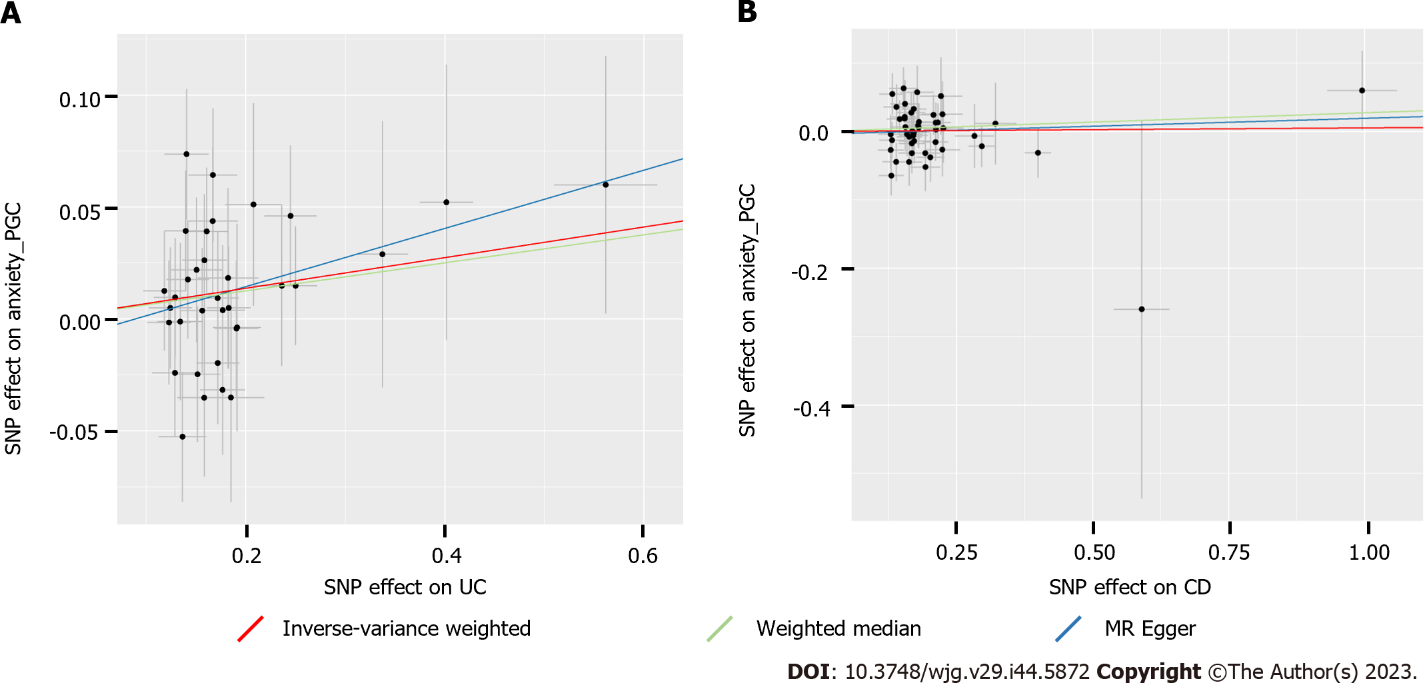 A
SNP effect on anxiety_PGC
0.10
0.05
0.00
-0.05
0.2
0.4
0.6
SNP effect on UC
B
SNP effect on anxiety_PGC
0.0
-0.2
-0.4
0.25
0.50
0.75
1.00
SNP effect on CD
Inverse-variance weighted
Weighted median
MR Egger
DOI: 10.3748/wjg.v29.i44.5872 Copyright ©The Author(s) 2023.